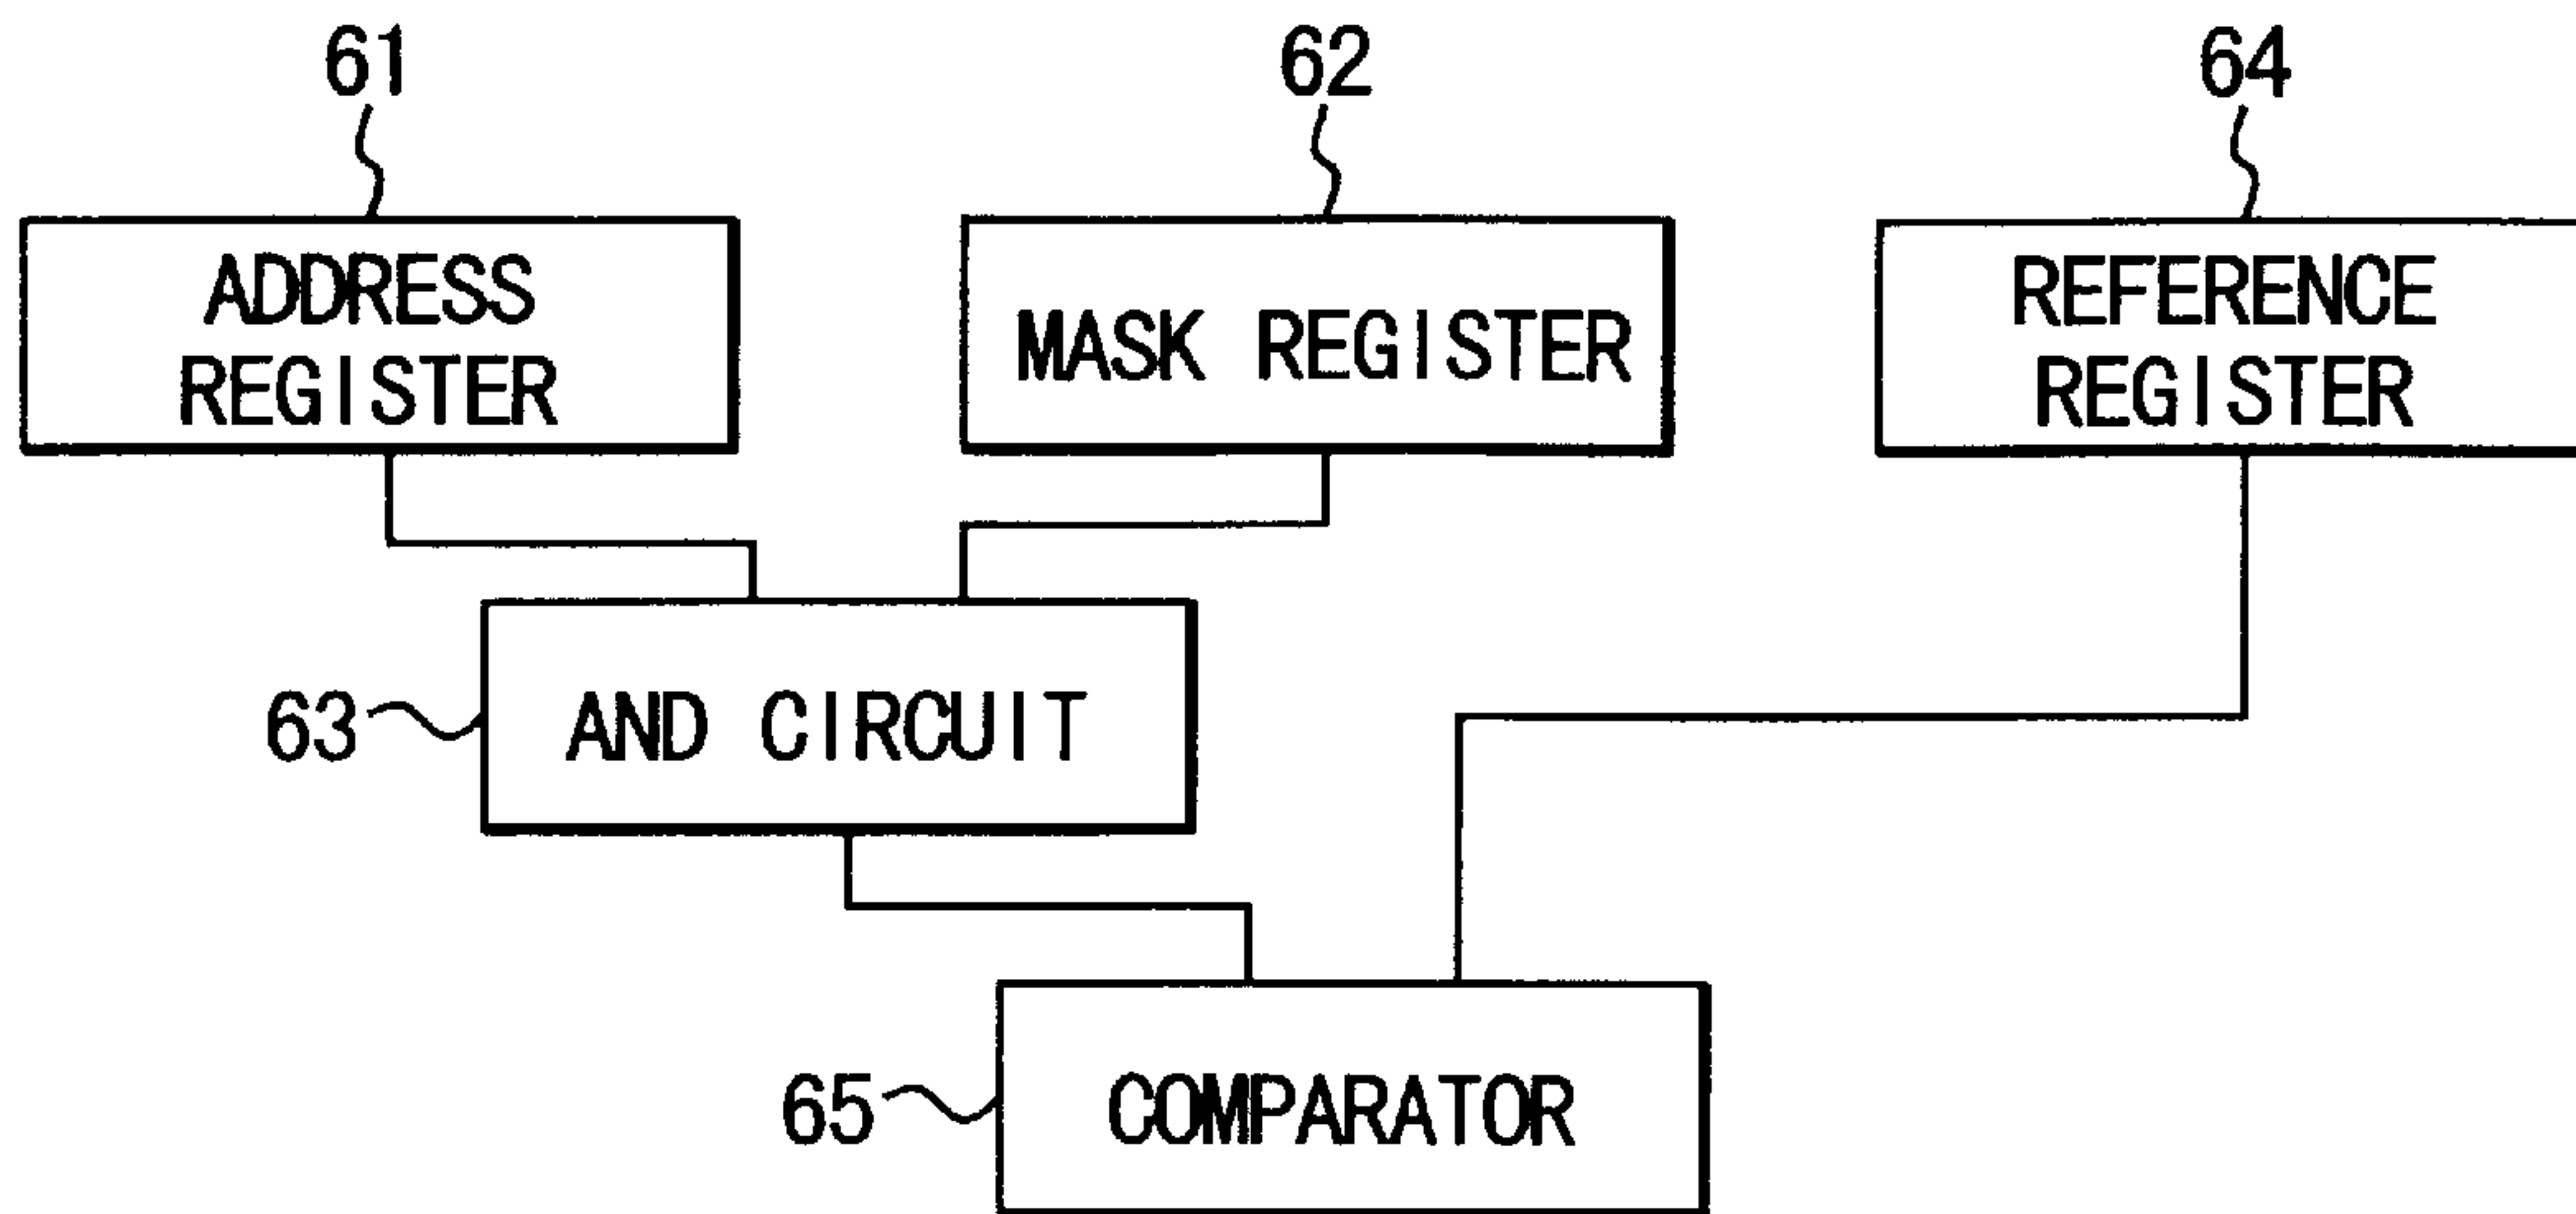 61
62
64
ADDRESS
REGISTER
MASK REGISTER
REFERENCE
REGISTER
63
AND CIRCUIT
65
COMPARATOR